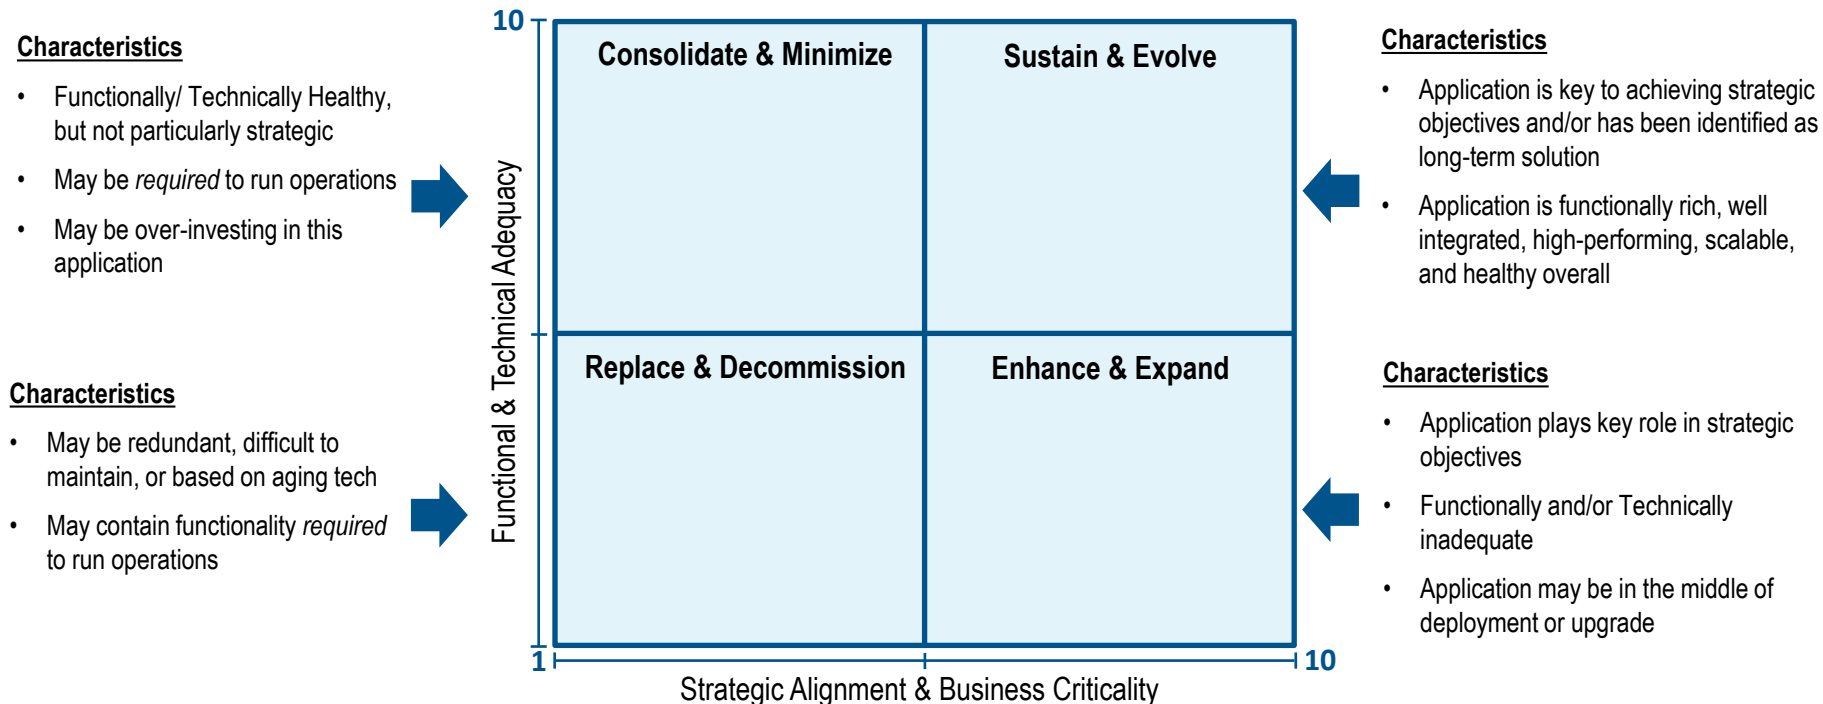 Characteristics
• Functionally/ Technically Healthy,
but not particularly strategic
• May be required to run operations
• May be over-investing in this
application
Characteristics
• May be redundant, difficult to
maintain, or based on aging tech
• May contain functionality required
to run operations
Functional & Technical Adequacy
10
Consolidate & Minimize
Sustain & Evolve
Replace & Decommission
Enhance & Expand
1
10
Strategic Alignment & Business Criticality
Characteristics
• Application is key to achieving strategic
objectives and/or has been identified as
long-term solution
• Application is functionally rich, well
integrated, high-performing, scalable,
and healthy overall
Characteristics
• Application plays key role in strategic
objectives
• Functionally and/or Technically
inadequate
• Application may be in the middle of
deployment or upgrade